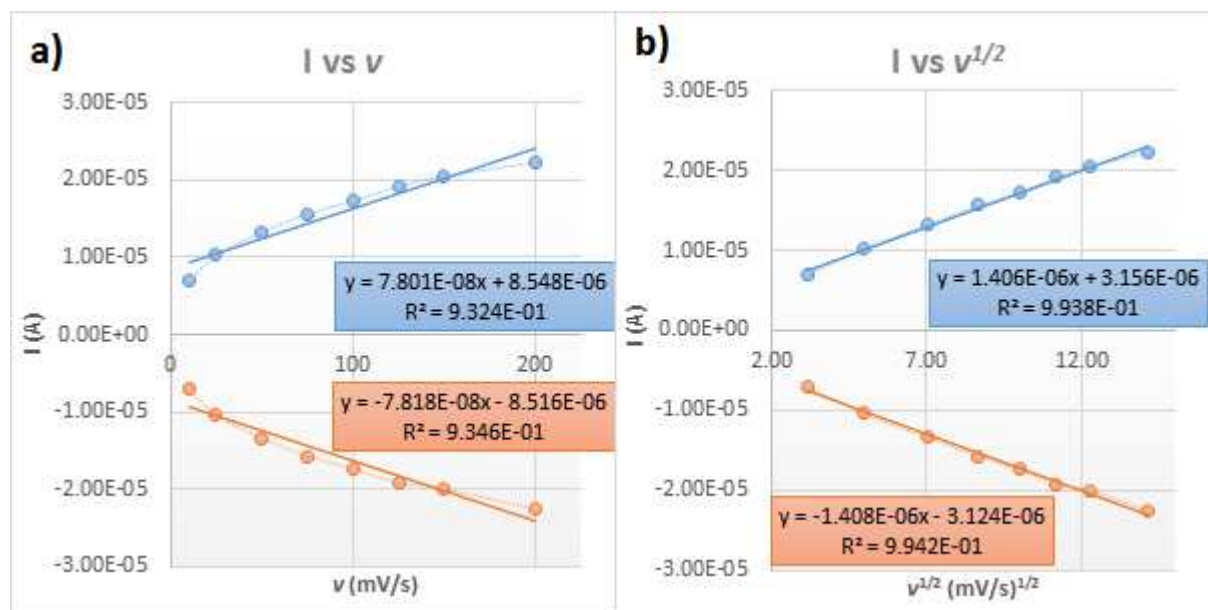 a)
I vs v
3.00E-05
2.00E-05
1.00E-05
0.00E+00
-1.00E-05
-2.00E-05
-3.00E-05
I (A)
0
100
200
y = 7.801E-08x + 8.548E-06
R² = 9.324E-01
y = -7.818E-08x - 8.516E-06
R² = 9.346E-01
v (mV/s)
b)
I vs v^1/2
3.00E-05
2.00E-05
1.00E-05
0.00E+00
-1.00E-05
-2.00E-05
-3.00E-05
I (A)
2.00
7.00
12.00
y = 1.406E-06x + 3.156E-06
R² = 9.938E-01
y = -1.408E-06x - 3.124E-06
R² = 9.942E-01
v^1/2 (mV/s)^1/2